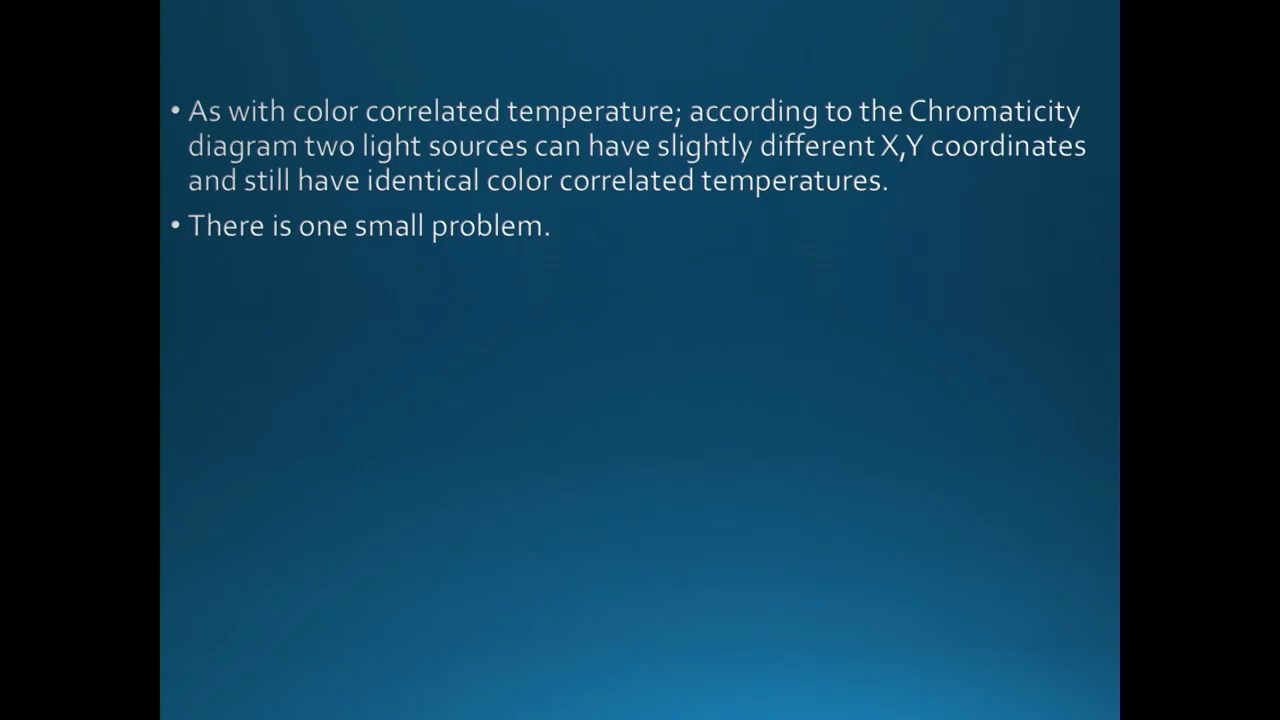 • As with color correlated temperature; according to the Chromaticity
diagram two light sources can have slightly different X,Y coordinates
and still have identical color correlated temperatures.
• There is one small problem.